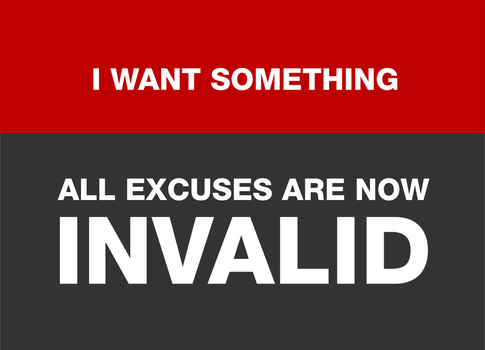 I WANT SOMETHING
ALL EXCUSES ARE NOW
INVALID